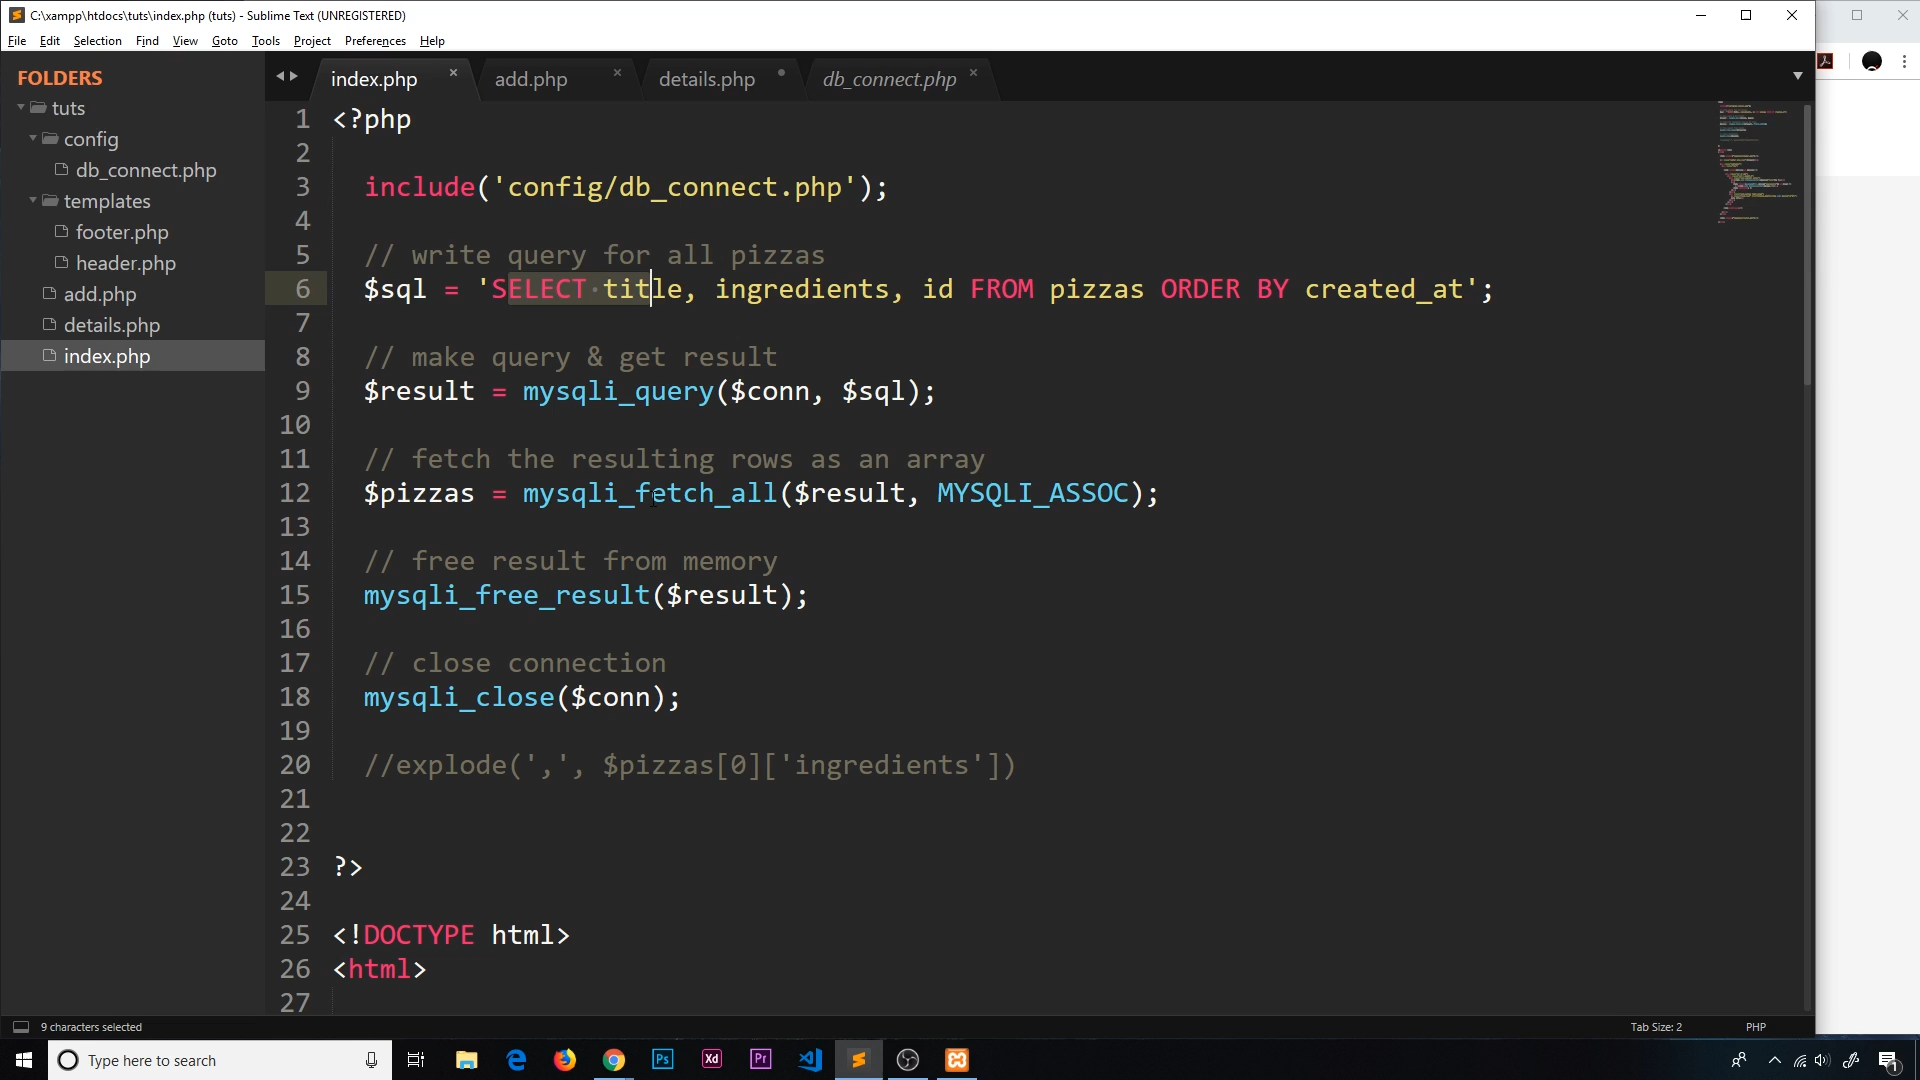 C:\xampp\htdocs\tuts\index.php (tuts) - Sublime Text (UNREGISTERED)
File Edit Selection Find View Goto Tools Project Preferences Help
FOLDERS
tuts
config
db_connect.php
templates
footer.php
header.php
add.php
details.php
index.php
index.php add.php details.php db_connect.php
1 <?php
2
3 include('config/db_connect.php');
4
5 // write query for all pizzas
6 $sql = 'SELECT title, ingredients, id FROM pizzas ORDER BY created_at';
7
8 // make query & get result
9 $result = mysqli_query($conn, $sql);
10
11 // fetch the resulting rows as an array
12 $pizzas = mysqli_fetch_all($result, MYSQLI_ASSOC);
13
14 // free result from memory
15 mysqli_free_result($result);
16
17 // close connection
18 mysqli_close($conn);
19
20 //explode(',', $pizzas[0]['ingredients'])
21
22
23 ?>
24
25 <!DOCTYPE html>
26 <html>
27
9 characters selected
Tab Size: 2 PHP
Type here to search
Ps Xd Pr
1